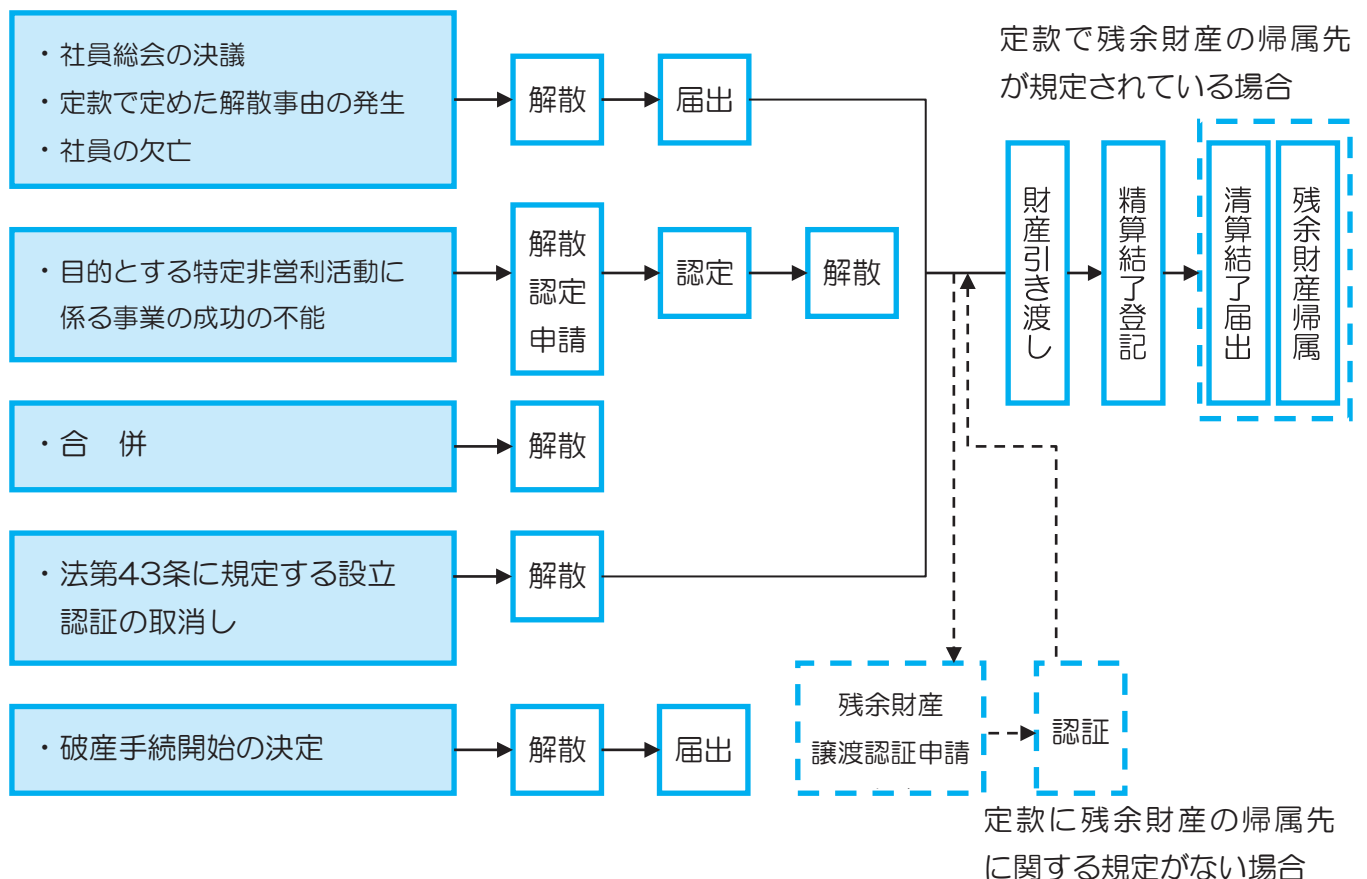 ・社員総会の決議
・定款で定めた解散事由の発生
・社員の欠亡
解散
届出
定款で残余財産の帰属先
が規定されている場合
・目的とする特定非営利活動に
係る事業の成功の不能
解散
認定
申請
認定
解散
財産引き渡し
精算結了登記
清算結了届出
残余財産帰属
・合　併
解散
・法第43条に規定する設立
認証の取消し
解散
・破産手続開始の決定
解散
届出
残余財産
譲渡認証申請
認証
定款に残余財産の帰属先
に関する規定がない場合